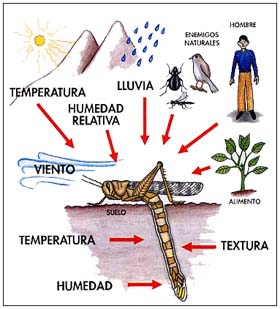 HOMBRE
ENEMIGOS
NATURALES
LLUVIA
TEMPERATURA
HUMEDAD
RELATIVA
VIENTO
ALIMENTO
SUELO
TEMPERATURA
TEXTURA
HUMEDAD